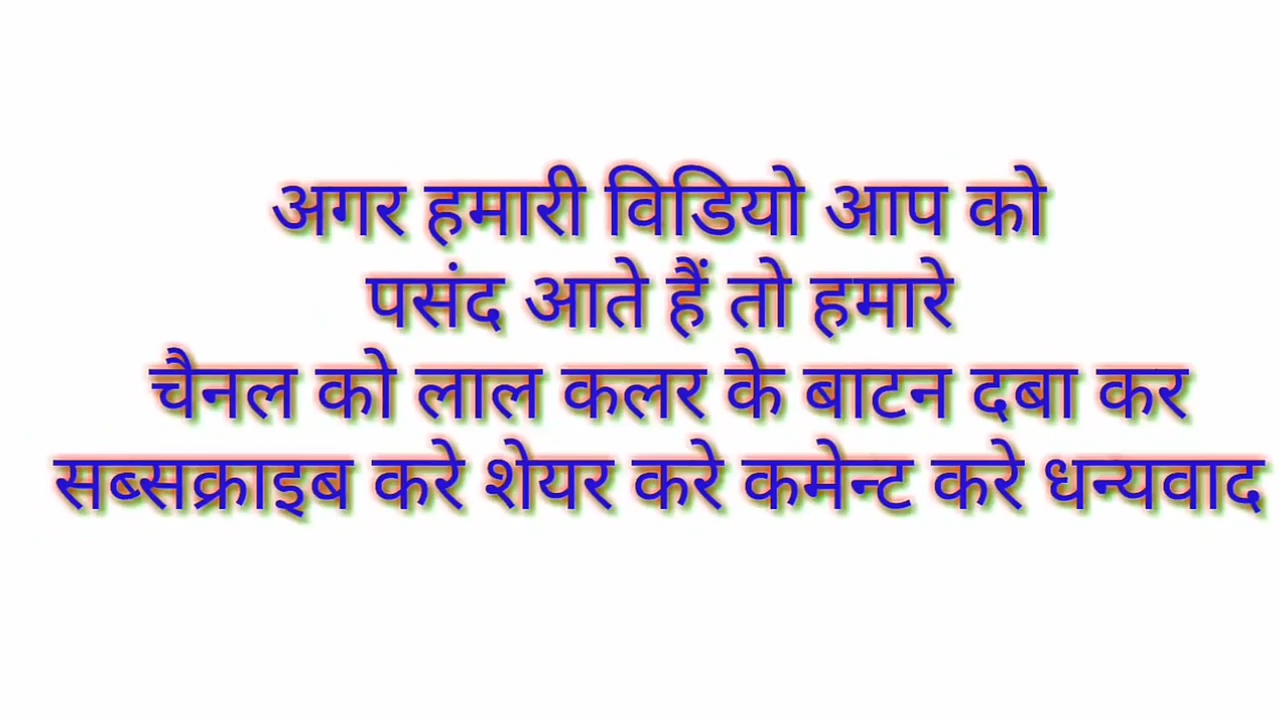 अगर हमारी विडियो आप को
पसंद आते हैं तो हमारे
चैनल को लाल कलर के बाटन दबा कर
सब्सक्राइब करे शेयर करे कमेन्ट करे धन्यवाद